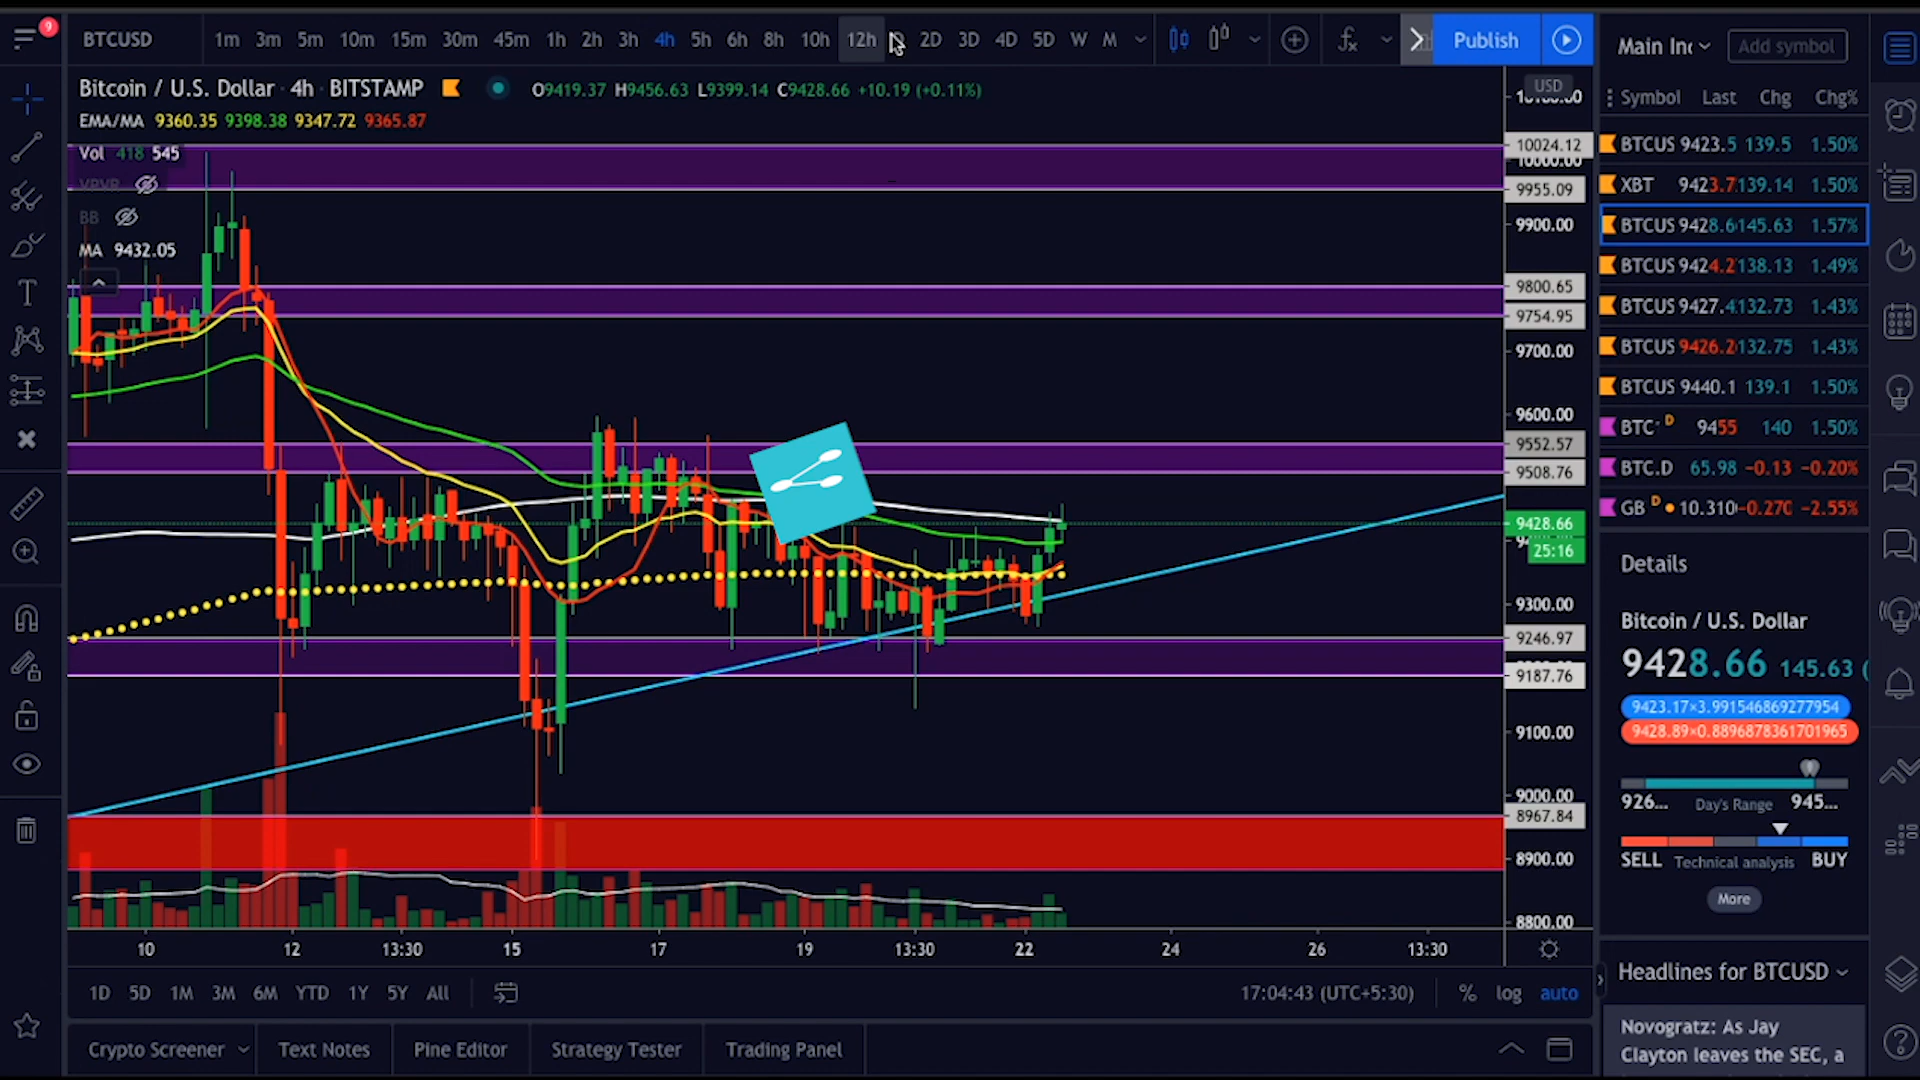 9
BTCUSD
1m 3m 5m 10m 15m 30m 45m 1h 2h 3h 4h 5h 6h 8h 10h 12h 2D 3D 4D 5D W M
Publish
Main In
Add symbol
Bitcoin / U.S. Dollar · 4h · BITSTAMP
O9419.37 H9456.63 L9399.14 C9428.66 +10.19 (+0.11%)
EMA/MA 9360.35 9398.38 9347.72 9365.87
Vol 418 545
VPVR
BB
MA 9432.05
USD
10024.12
10000.00
9955.09
9900.00
9800.65
9754.95
9700.00
9600.00
9552.57
9508.76
9428.66
25:16
9300.00
9246.97
9187.76
9100.00
9000.00
8967.84
8900.00
8800.00
10 12 13:30 15 17 19 13:30 22 24 26 13:30
1D 5D 1M 3M 6M YTD 1Y 5Y All
17:04:43 (UTC+5:30)
% log auto
Crypto Screener
Text Notes
Pine Editor
Strategy Tester
Trading Panel
Symbol Last Chg Chg%
BTCUS 9423.5 139.5 1.50%
XBT 9423.7 139.14 1.50%
BTCUS 9428.6 145.63 1.57%
BTCUS 9424.2 138.13 1.49%
BTCUS 9427.4 132.73 1.43%
BTCUS 9426.2 132.75 1.43%
BTCUS 9440.1 139.1 1.50%
BTC D 9455 140 1.50%
BTC.D 65.98 -0.13 -0.20%
GB D 10.310 -0.270 -2.55%
Details
Bitcoin / U.S. Dollar
9428.66 145.63 (
9423.17×3.991546869277954
9428.89×0.8896878361701965
926... Day's Range 945...
SELL Technical analysis BUY
More
Headlines for BTCUSD
Novogratz: As Jay
Clayton leaves the SEC, a